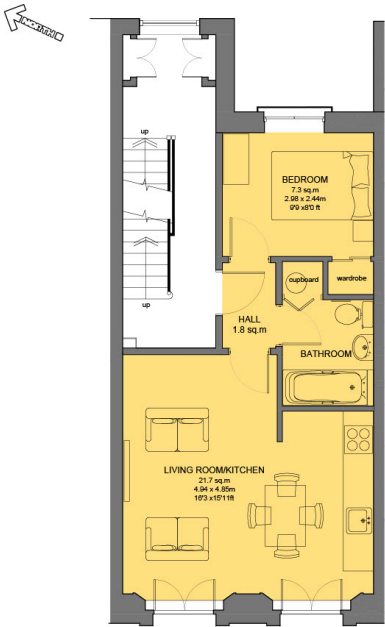 NORTH
up
BEDROOM
7.3 sq.m
2.98 x 2.44m
9'9 x8'0 ft
cupboard
wardrobe
up
HALL
1.8 sq.m
BATHROOM
LIVING ROOM/KITCHEN
21.7 sq.m
4.94 x 4.85m
16'3 x15'11ft